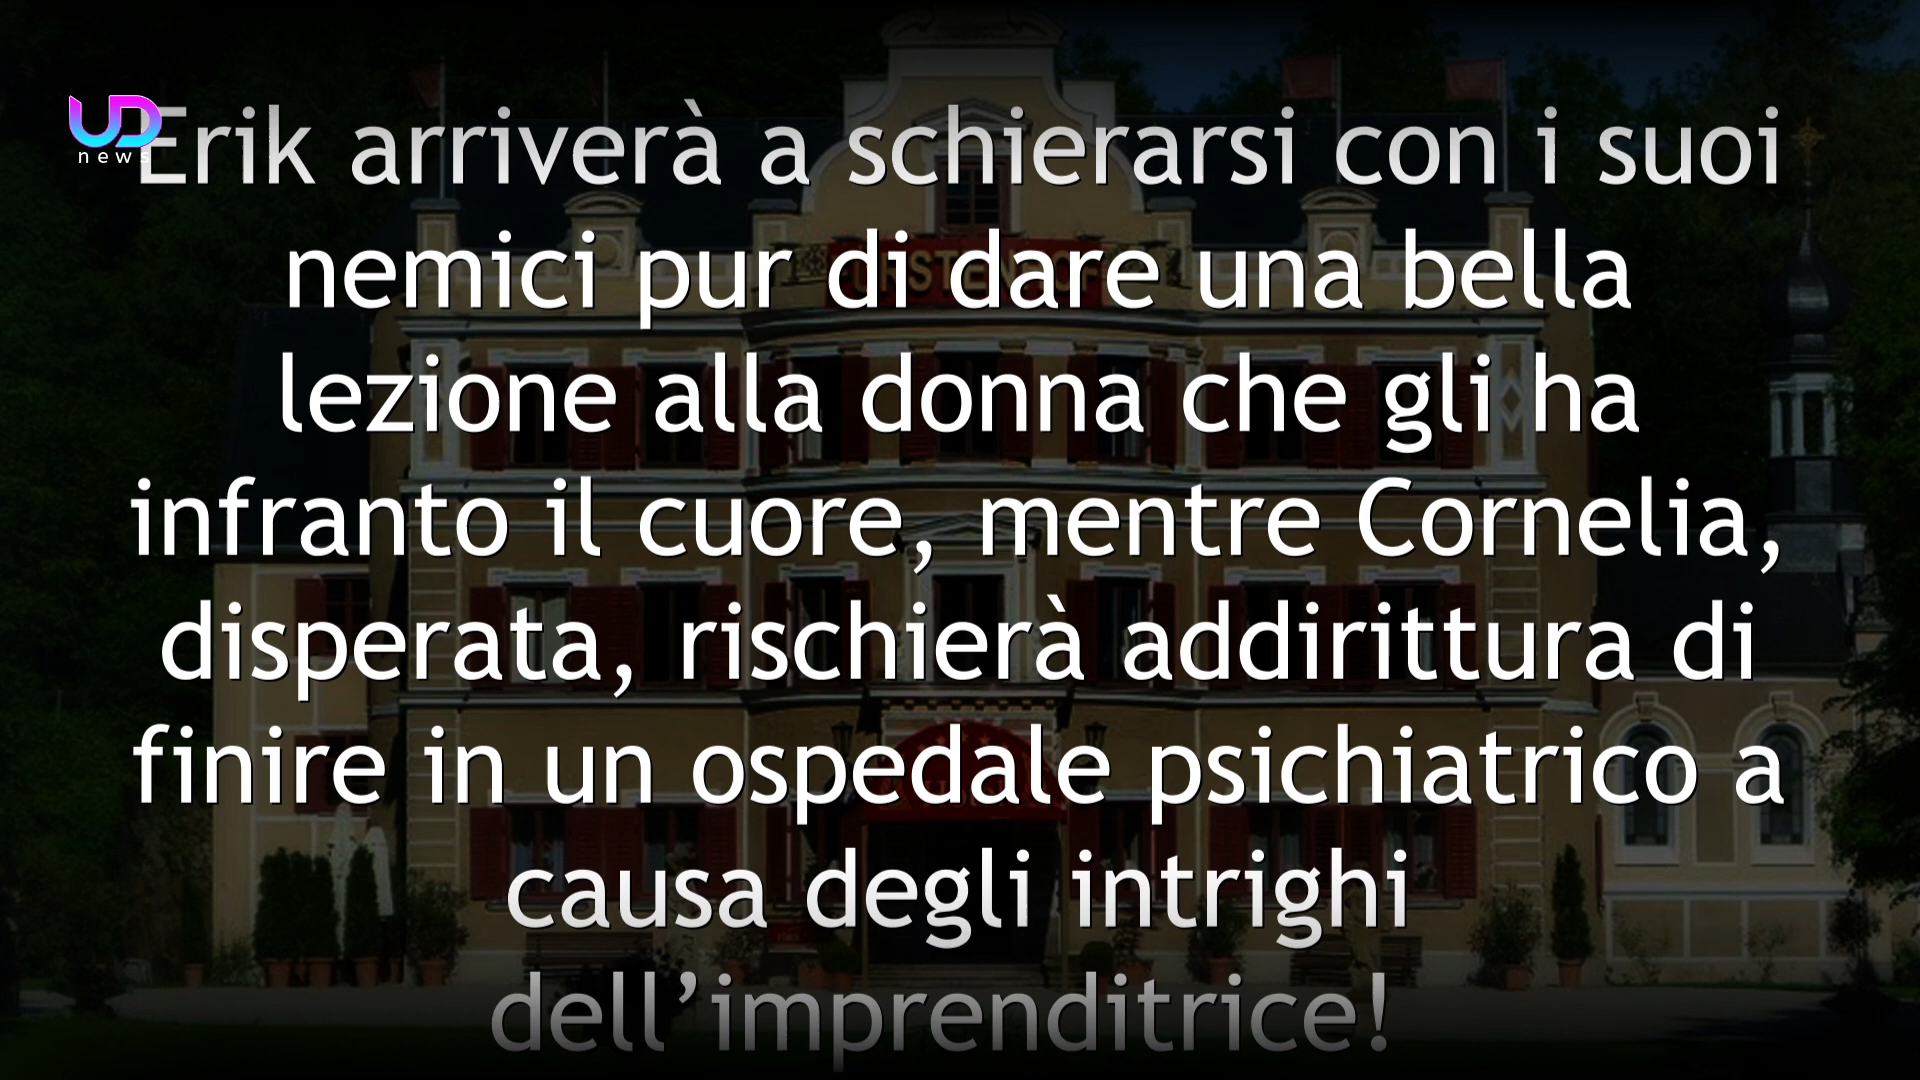 UD
news
Erik arriverà a schierarsi con i suoi
nemici pur di dare una bella
lezione alla donna che gli ha
infranto il cuore, mentre Cornelia,
disperata, rischierà addirittura di
finire in un ospedale psichiatrico a
causa degli intrighi
dell’imprenditrice!